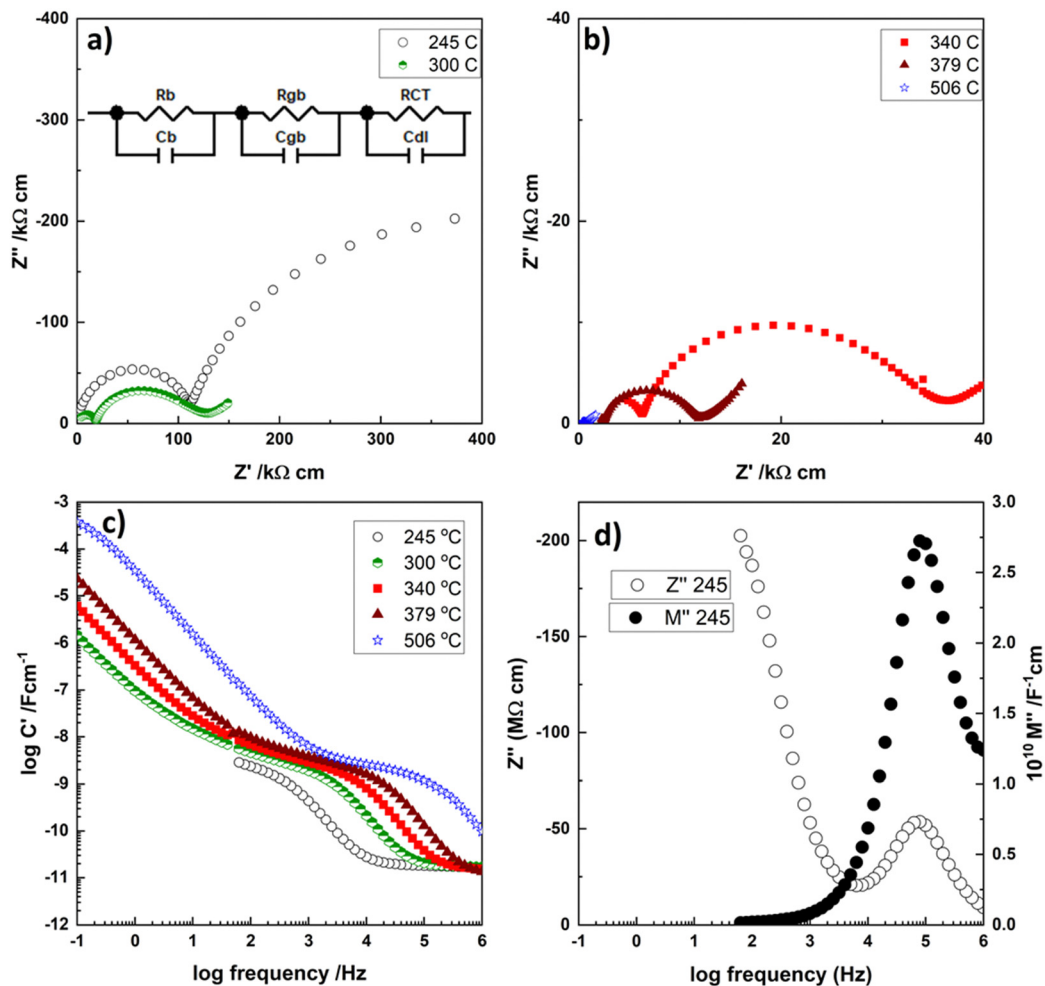 a)
-400
-300
-200
-100
0
Z'' /kΩ cm
245 C
300 C
Rb
Rgb
RCT
Cb
Cgb
Cdl
0
100
200
300
400
Z' /kΩ cm
b)
-40
-20
0
Z'' /kΩ cm
340 C
379 C
506 C
0
20
40
Z' /kΩ cm
c)
-3
-4
-5
-6
-7
-8
-9
-10
-11
-12
log C' /Fcm⁻¹
245 ºC
300 ºC
340 ºC
379 ºC
506 ºC
-1
0
1
2
3
4
5
6
log frequency /Hz
d)
-200
-150
-100
-50
0
Z'' (MΩ cm)
Z'' 245
M'' 245
3.0
2.5
2.0
1.5
1.0
0.5
0.0
10¹⁰ M'' /F⁻¹cm
-1
0
1
2
3
4
5
6
log frequency (Hz)